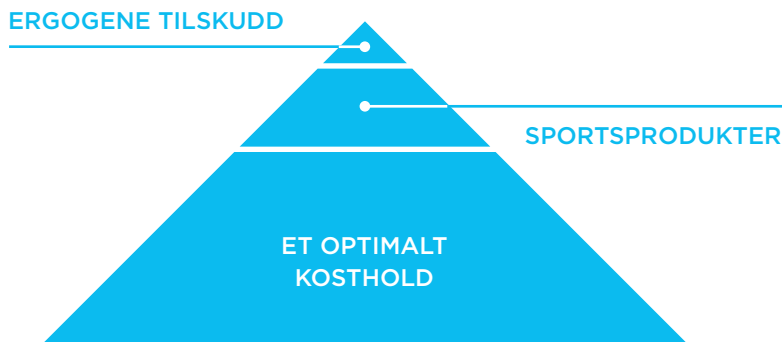 ERGOGENE TILSKUDD
SPORTSPRODUKTER
ET OPTIMALT
KOSTHOLD